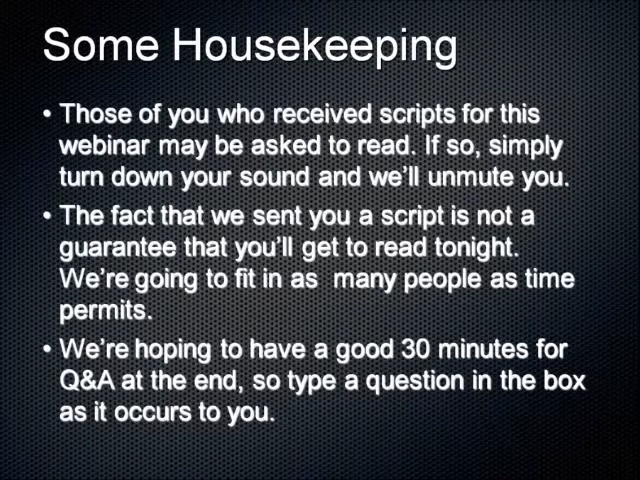 Some Housekeeping
• Those of you who received scripts for this
webinar may be asked to read. If so, simply
turn down your sound and we'll unmute you.
• The fact that we sent you a script is not a
guarantee that you'll get to read tonight.
We're going to fit in as  many people as time
permits.
• We're hoping to have a good 30 minutes for
Q&A at the end, so type a question in the box
as it occurs to you.